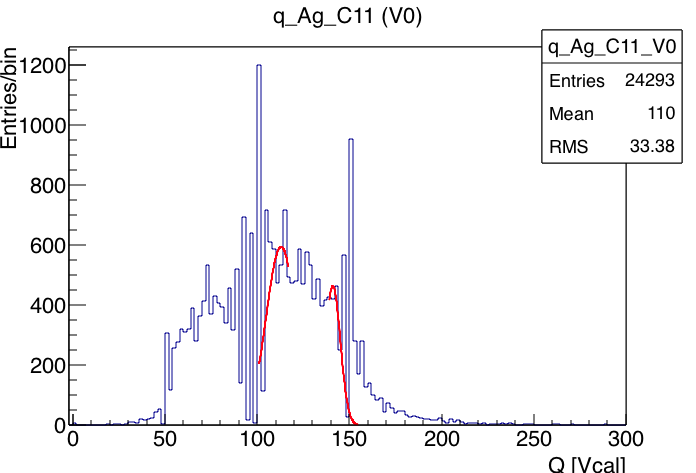 q_Ag_C11 (V0)
q_Ag_C11_V0
Entries 24293
Mean 110
RMS 33.38
Entries/bin
1200
1000
800
600
400
200
0
0 50 100 150 200 250 300
Q [Vcal]